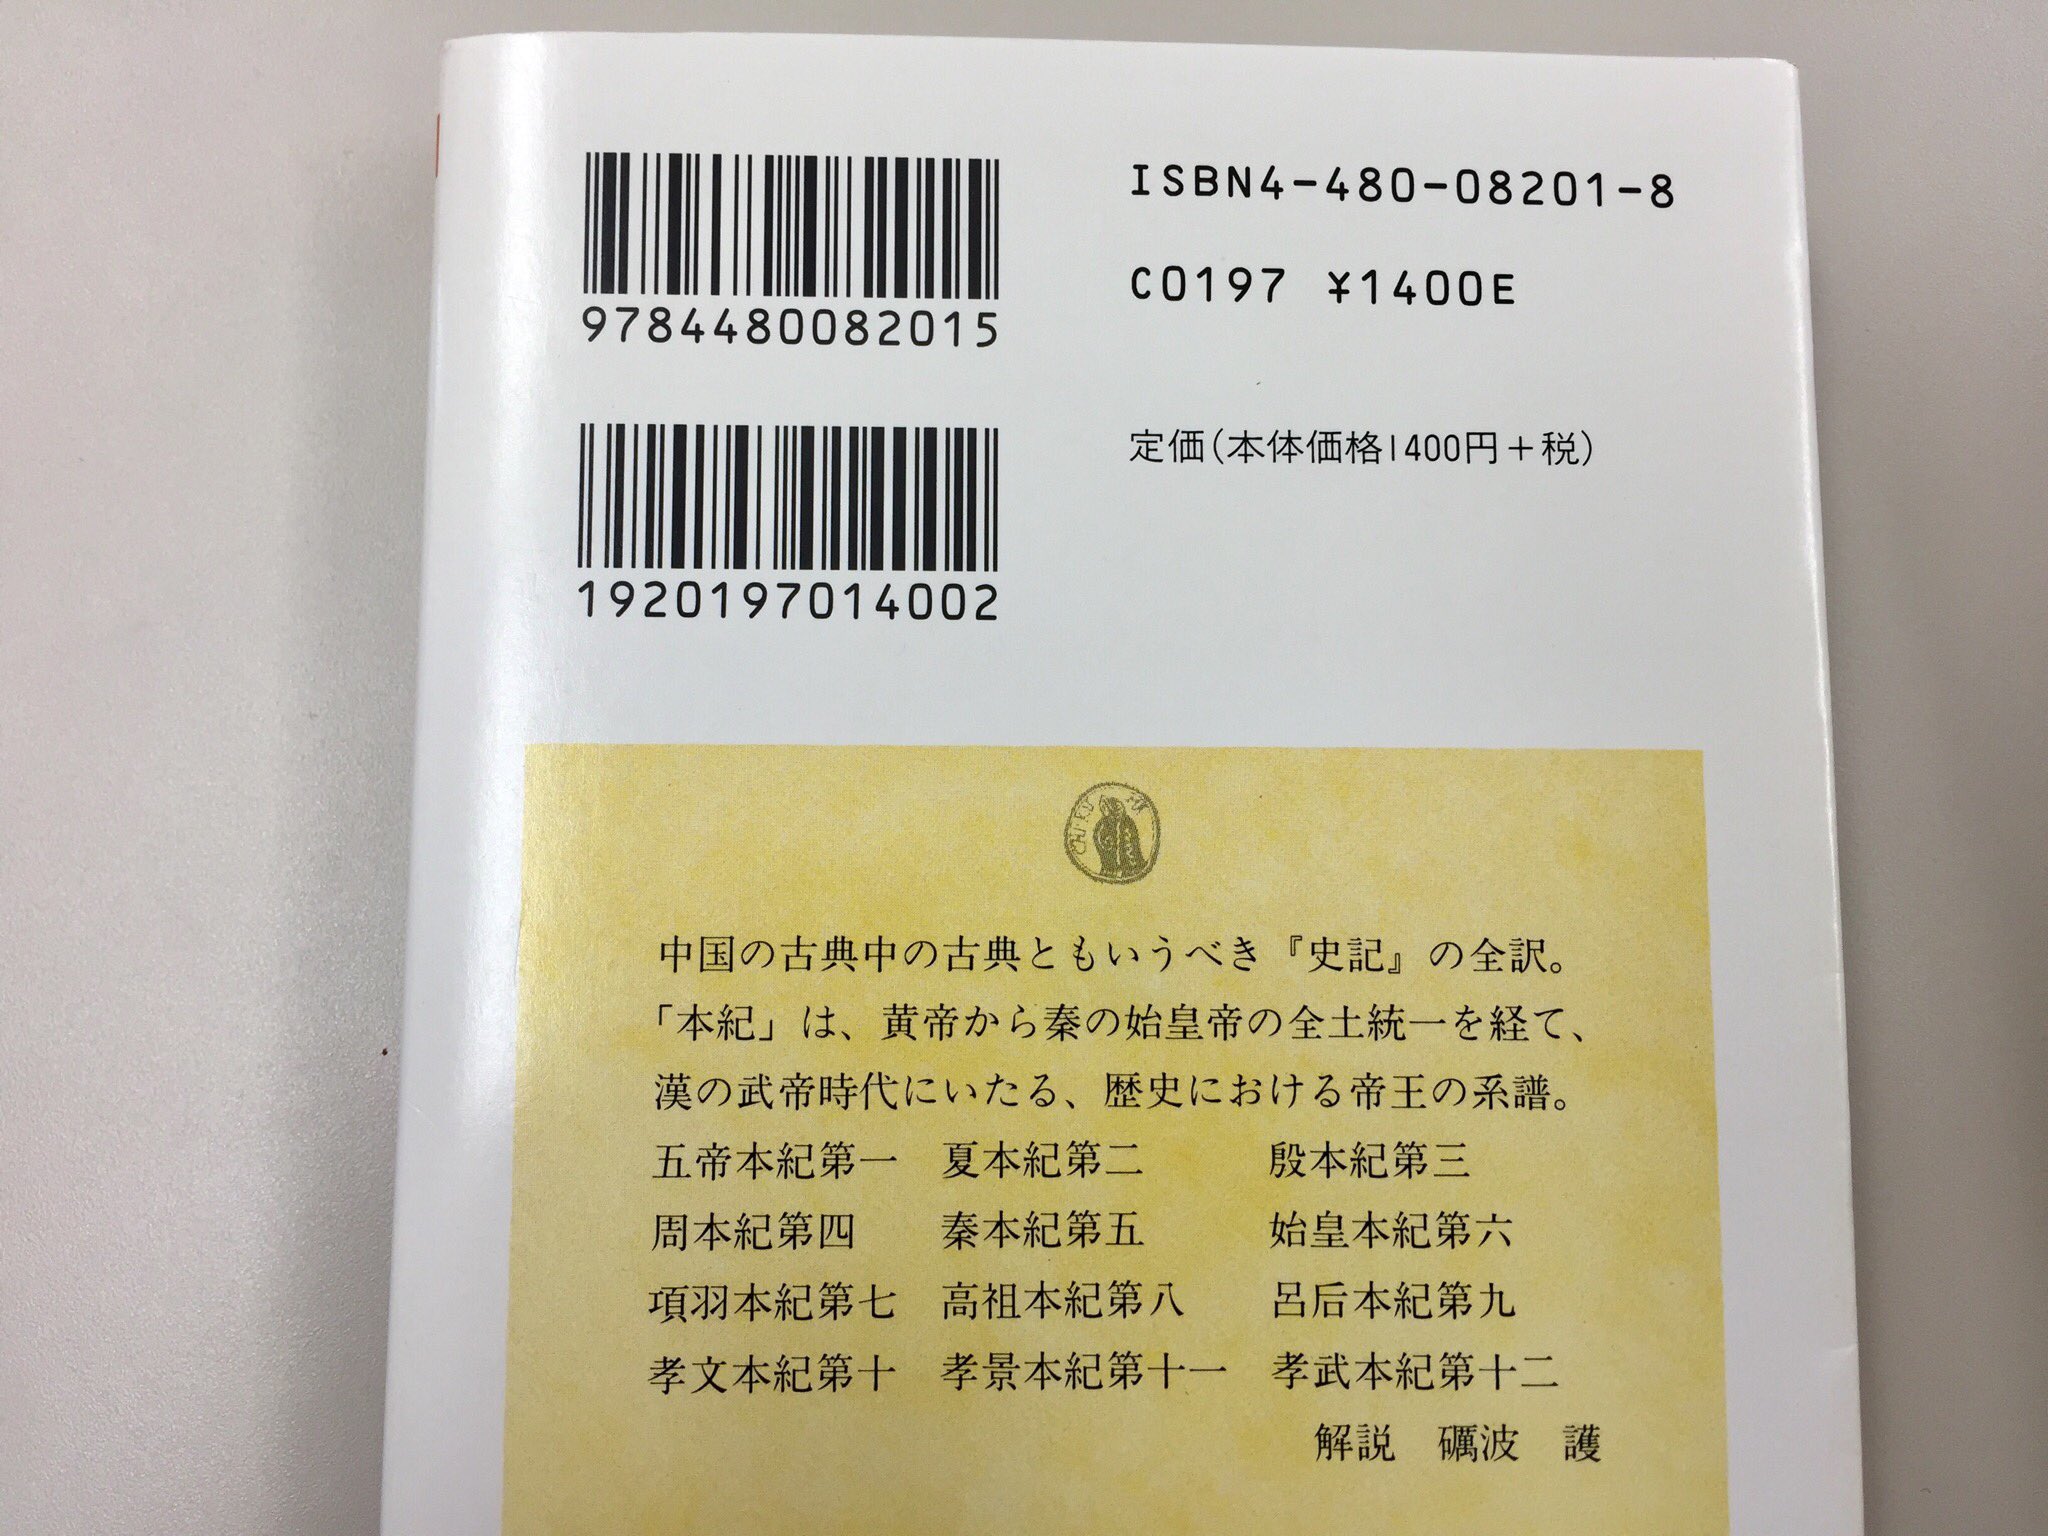 ISBN4-480-08201-8
C0197 ¥1400E
9784480082015
定価(本体価格1400円+税)
1920197014002
中国の古典中の古典ともいうべき『史記』の全訳。
「本紀」は、黄帝から秦の始皇帝の全土統一を経て、
漢の武帝時代にいたる、歴史における帝王の系譜。
五帝本紀第一 夏本紀第二 殷本紀第三
周本紀第四 秦本紀第五 始皇本紀第六
項羽本紀第七 高祖本紀第八 呂后本紀第九
孝文本紀第十 孝景本紀第十一 孝武本紀第十二
解説 礪波 護